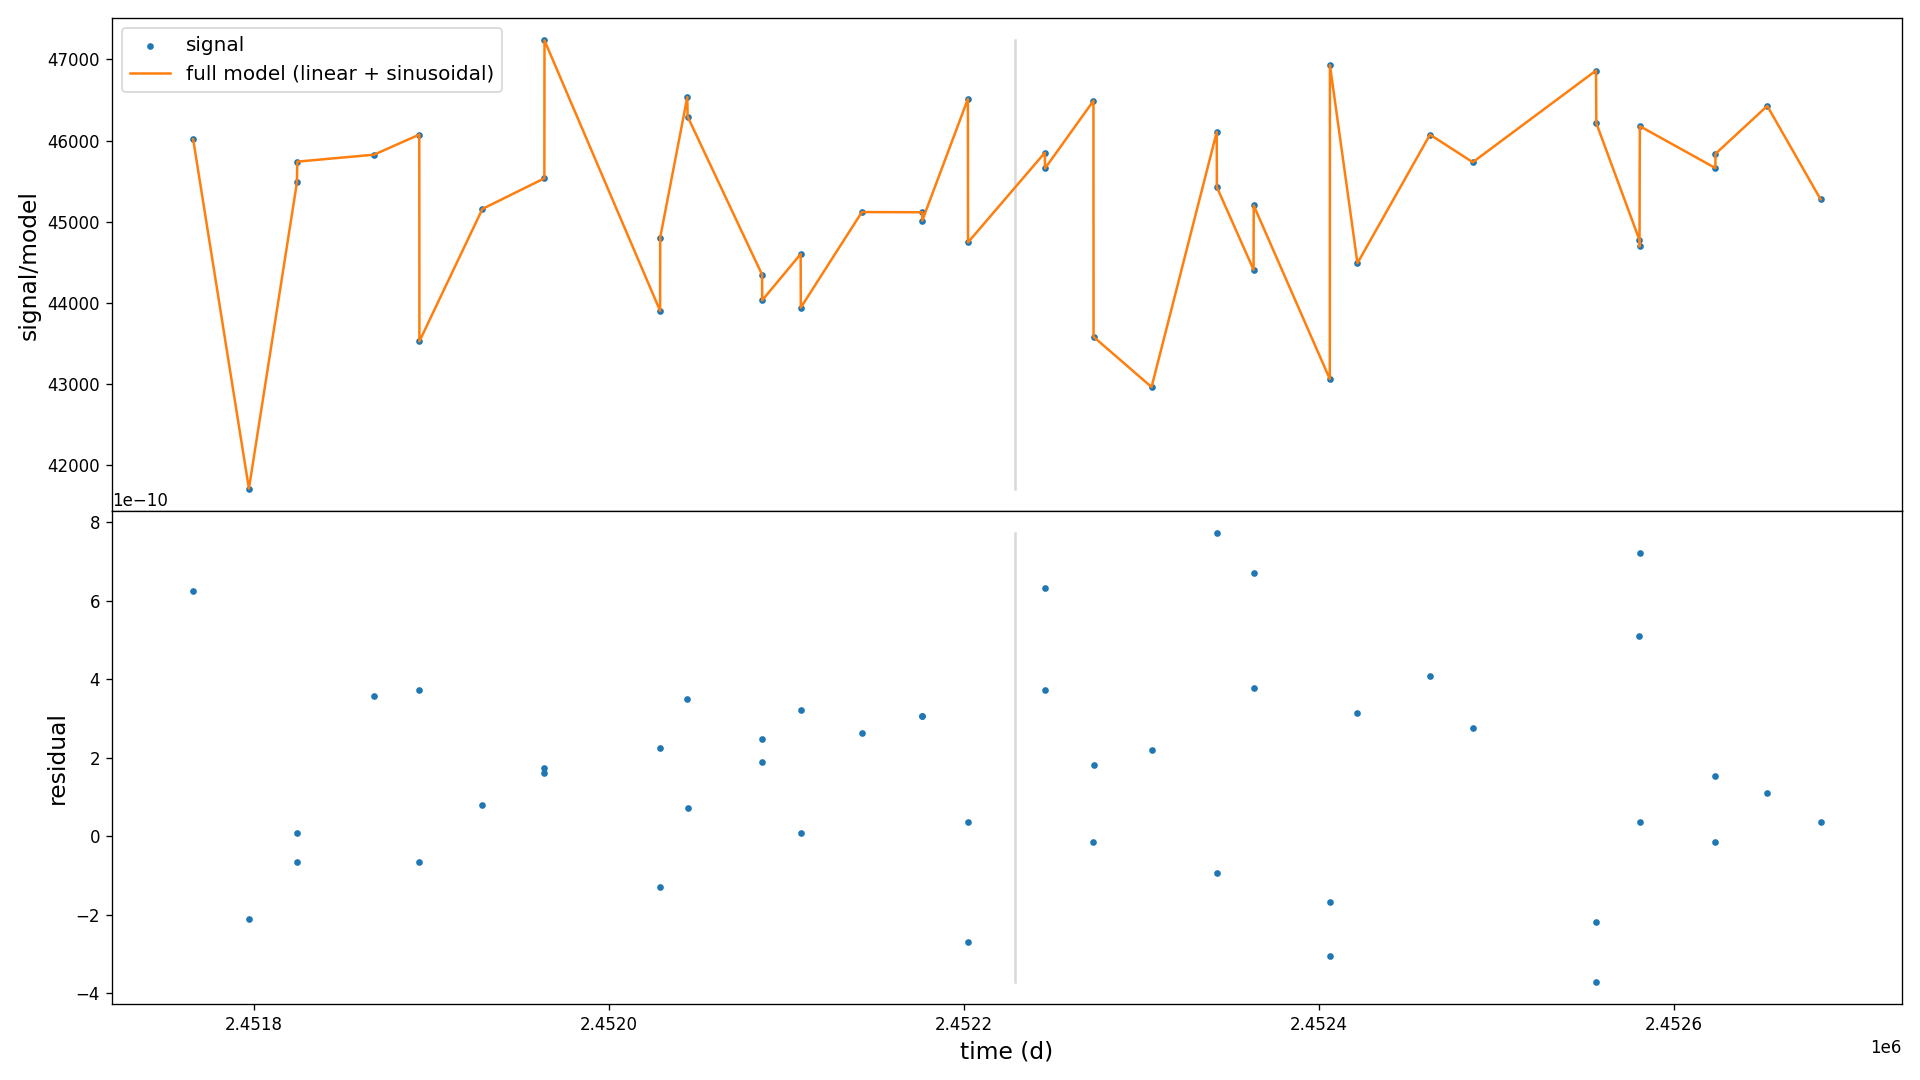 signal
full model (linear + sinusoidal)
47000
46000
45000
44000
43000
42000
signal/model
1e−10
8
6
4
2
0
−2
−4
residual
2.4518
2.4520
2.4522
2.4524
2.4526
time (d)
1e6